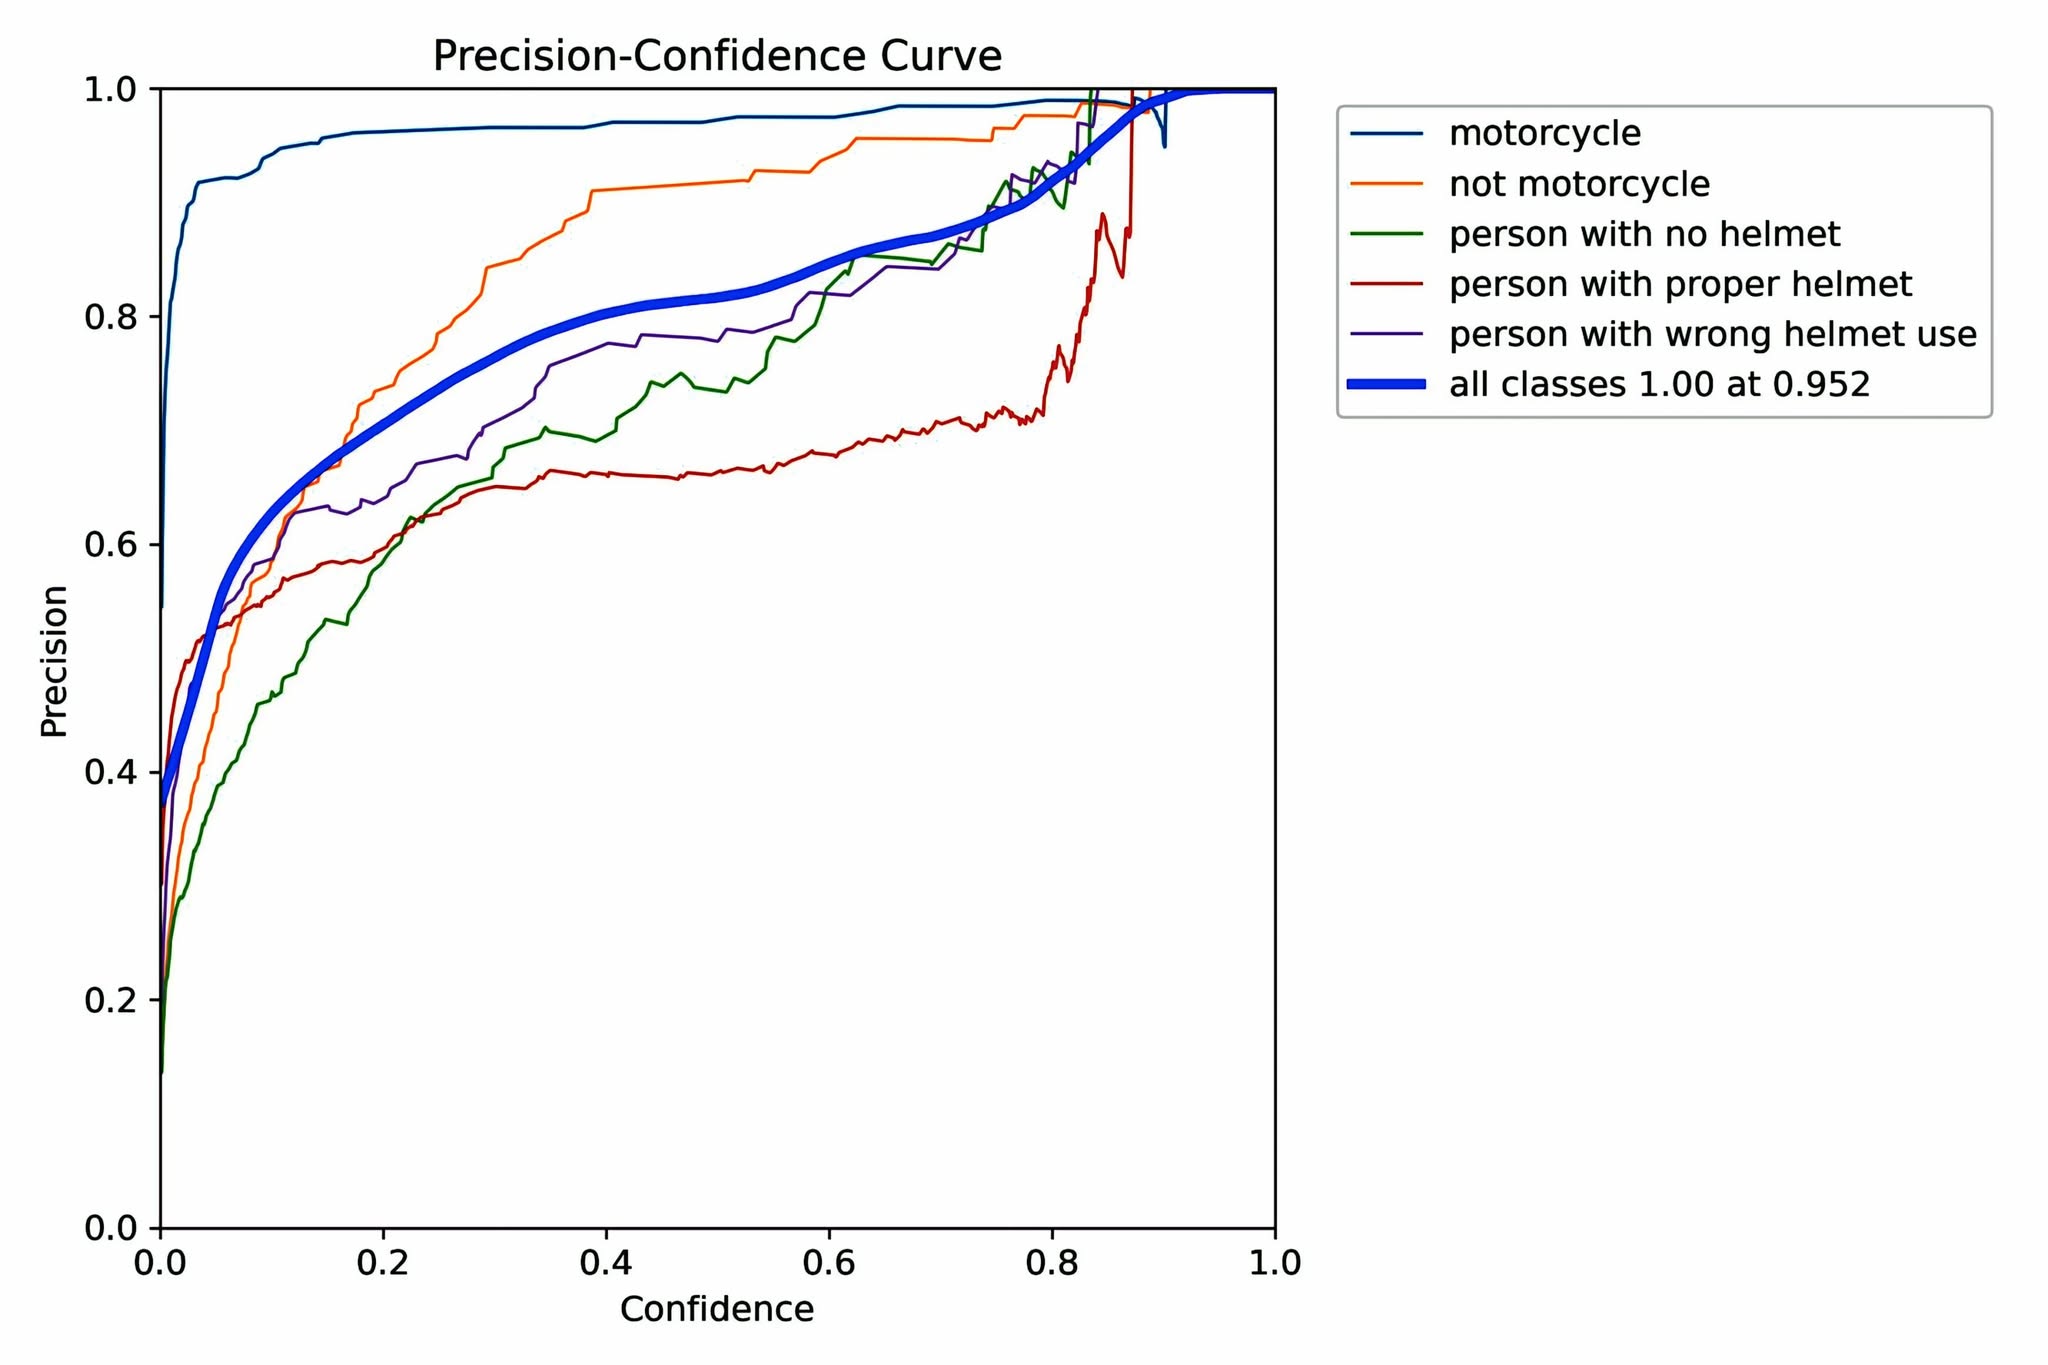 Precision-Confidence Curve
1.0
0.8
0.6
0.4
0.2
0.0
Precision
0.0 0.2 0.4 0.6 0.8 1.0
Confidence
motorcycle
not motorcycle
person with no helmet
person with proper helmet
person with wrong helmet use
all classes 1.00 at 0.952